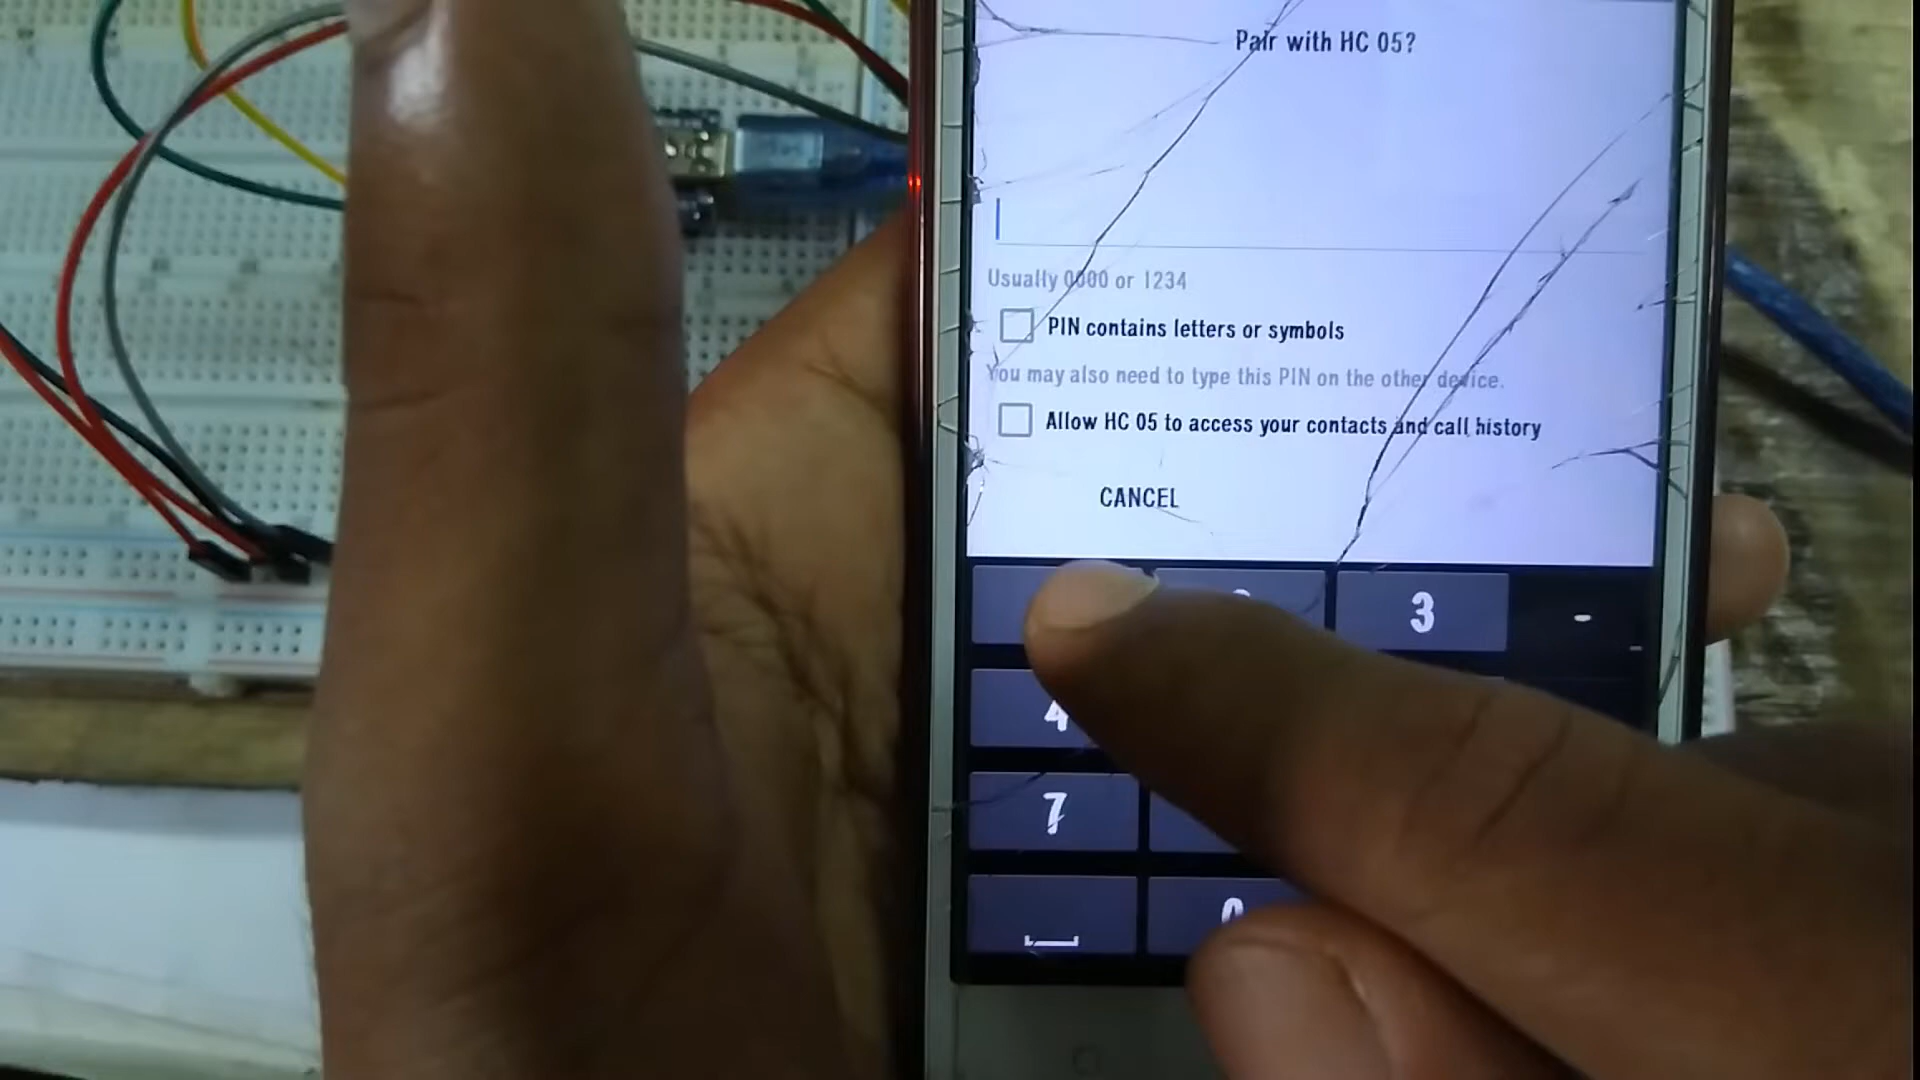 Pair with HC 05?
Usually 0000 or 1234
PIN contains letters or symbols
You may also need to type this PIN on the other device.
Allow HC 05 to access your contacts and call history
CANCEL
3 -
4
7
0